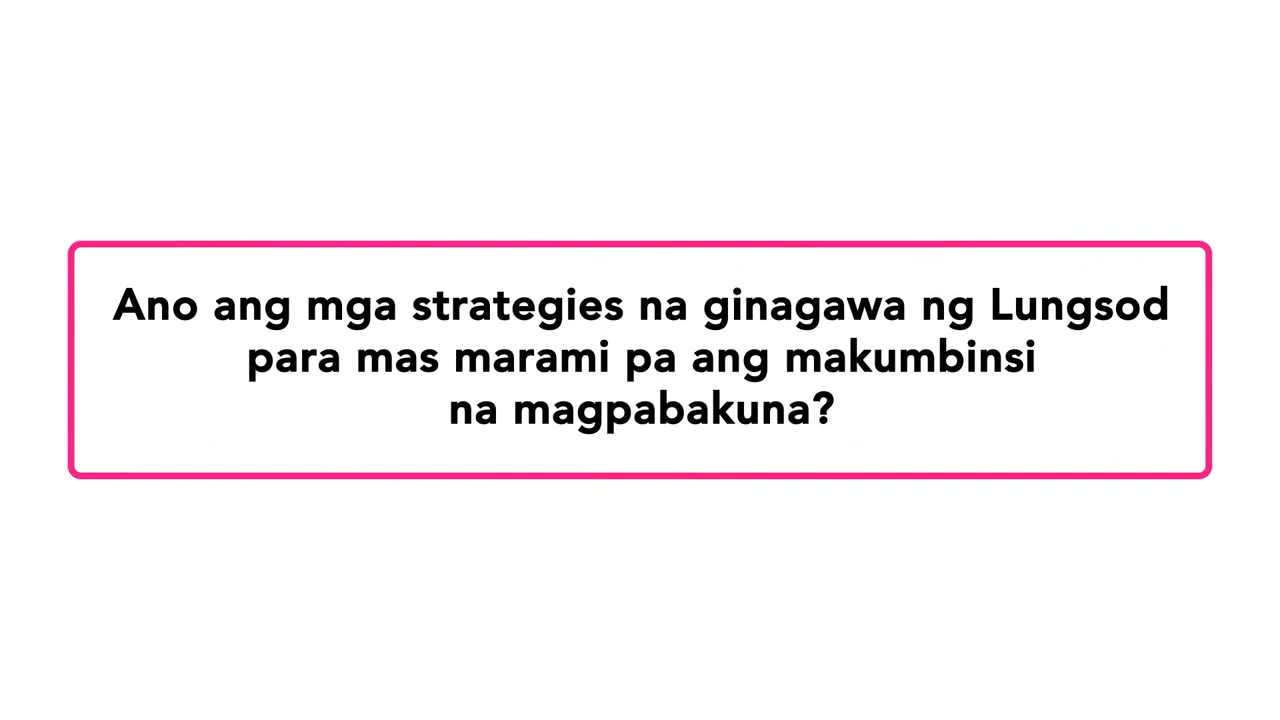 Ano ang mga strategies na ginagawa ng Lungsod
para mas marami pa ang makumbinsi
na magpabakuna?